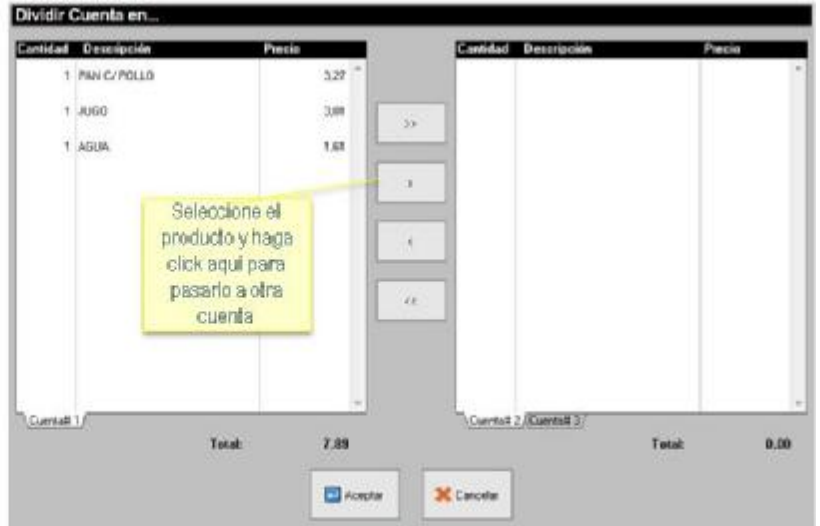 Dividir Cuenta en...
Cantidad Descripción Precio
1 PAN C/ POLLO 3,27
1 JUGO
1 AGUA 1,61
Cuenta# 1
Total: 7.89
>>
>
<
<<
Seleccione el
producto y haga
click aquí para
pasarlo a otra
cuenta
Cantidad Descripción Precio
Cuenta# 2 Cuenta# 3
Total: 0.00
Aceptar
Cancelar